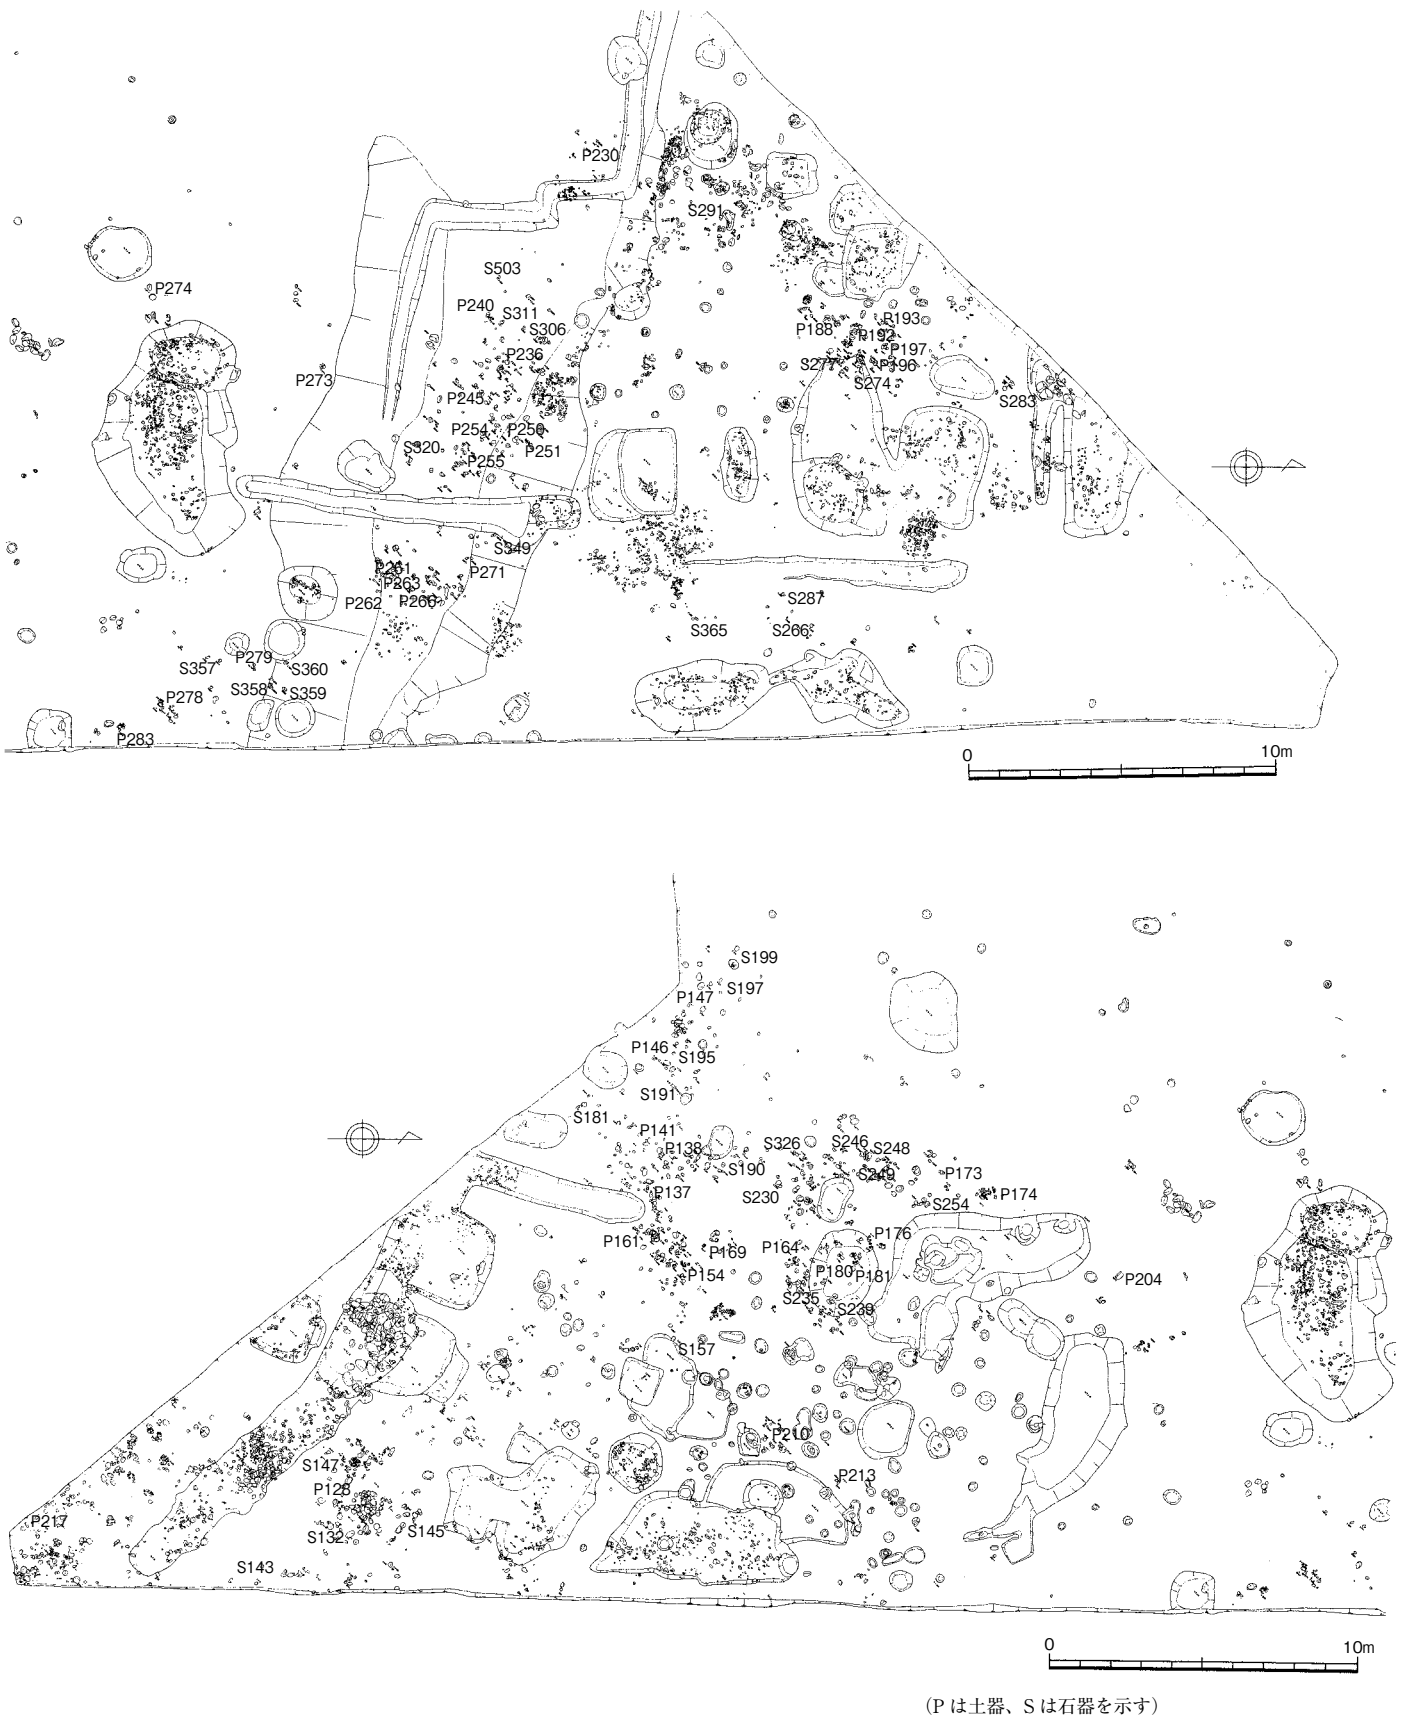 P230
S291
P274
S503
P240
S311
S306
P188
P193
P192
P197
S277
P196
S274
P236
P273
P245
S283
P254
P250
S320
P251
P255
S349
P261
P271
P263
P262
P266
S287
S365
S266
P279
S357
S360
S358
S359
P278
P283
0 10m
S199
S197
P147
P146
S195
S191
S181
P141
P138
S190
S326
S246
S248
S249
P173
P137
S230
P174
S254
P161
P169
P164
P176
P154
P180
P181
P204
S235
S239
S157
P210
S147
P213
P128
P217
S132
S145
S143
0 10m
(P は土器、S は石器を示す)